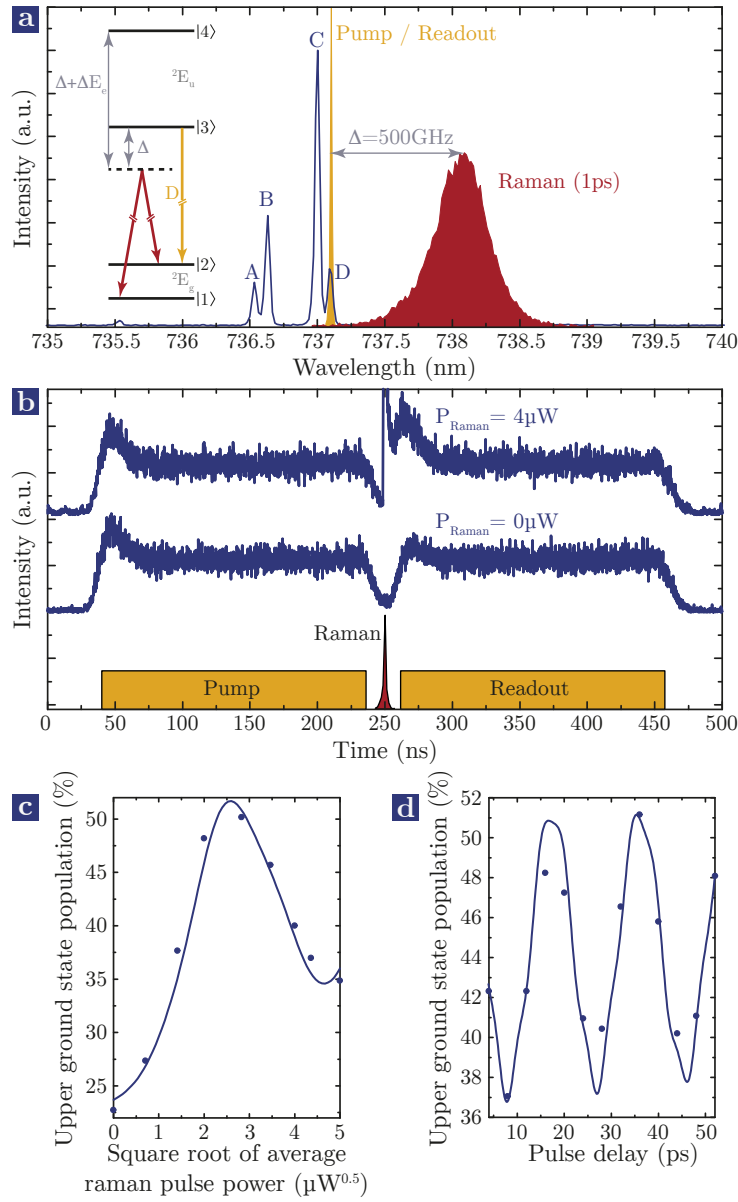 a
|4⟩
C
Pump / Readout
Δ+ΔEₑ
²Eᵤ
|3⟩
Δ
Δ=500GHz
Raman (1ps)
D
B
|2⟩
A
D
²E_g
|1⟩
Intensity (a.u.)
735 735.5 736 736.5 737 737.5 738 738.5 739 739.5 740
Wavelength (nm)
b
P_Raman = 4µW
P_Raman = 0µW
Intensity (a.u.)
Raman
Pump
Readout
0 50 100 150 200 250 300 350 400 450 500
Time (ns)
c
Upper ground state population (%)
50
45
40
35
30
25
0 1 2 3 4 5
Square root of average
raman pulse power (µW⁰·⁵)
d
Upper ground state population (%)
52
50
48
46
44
42
40
38
36
10 20 30 40 50
Pulse delay (ps)